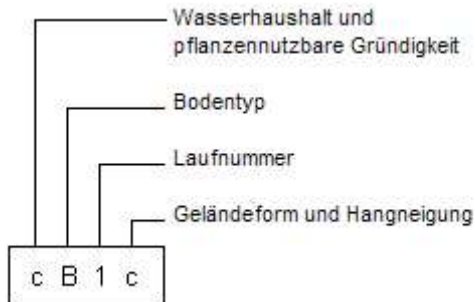 Wasserhaushalt und
pflanzennutzbare Gründigkeit
Bodentyp
Laufnummer
Geländeform und Hangneigung
c B 1 c